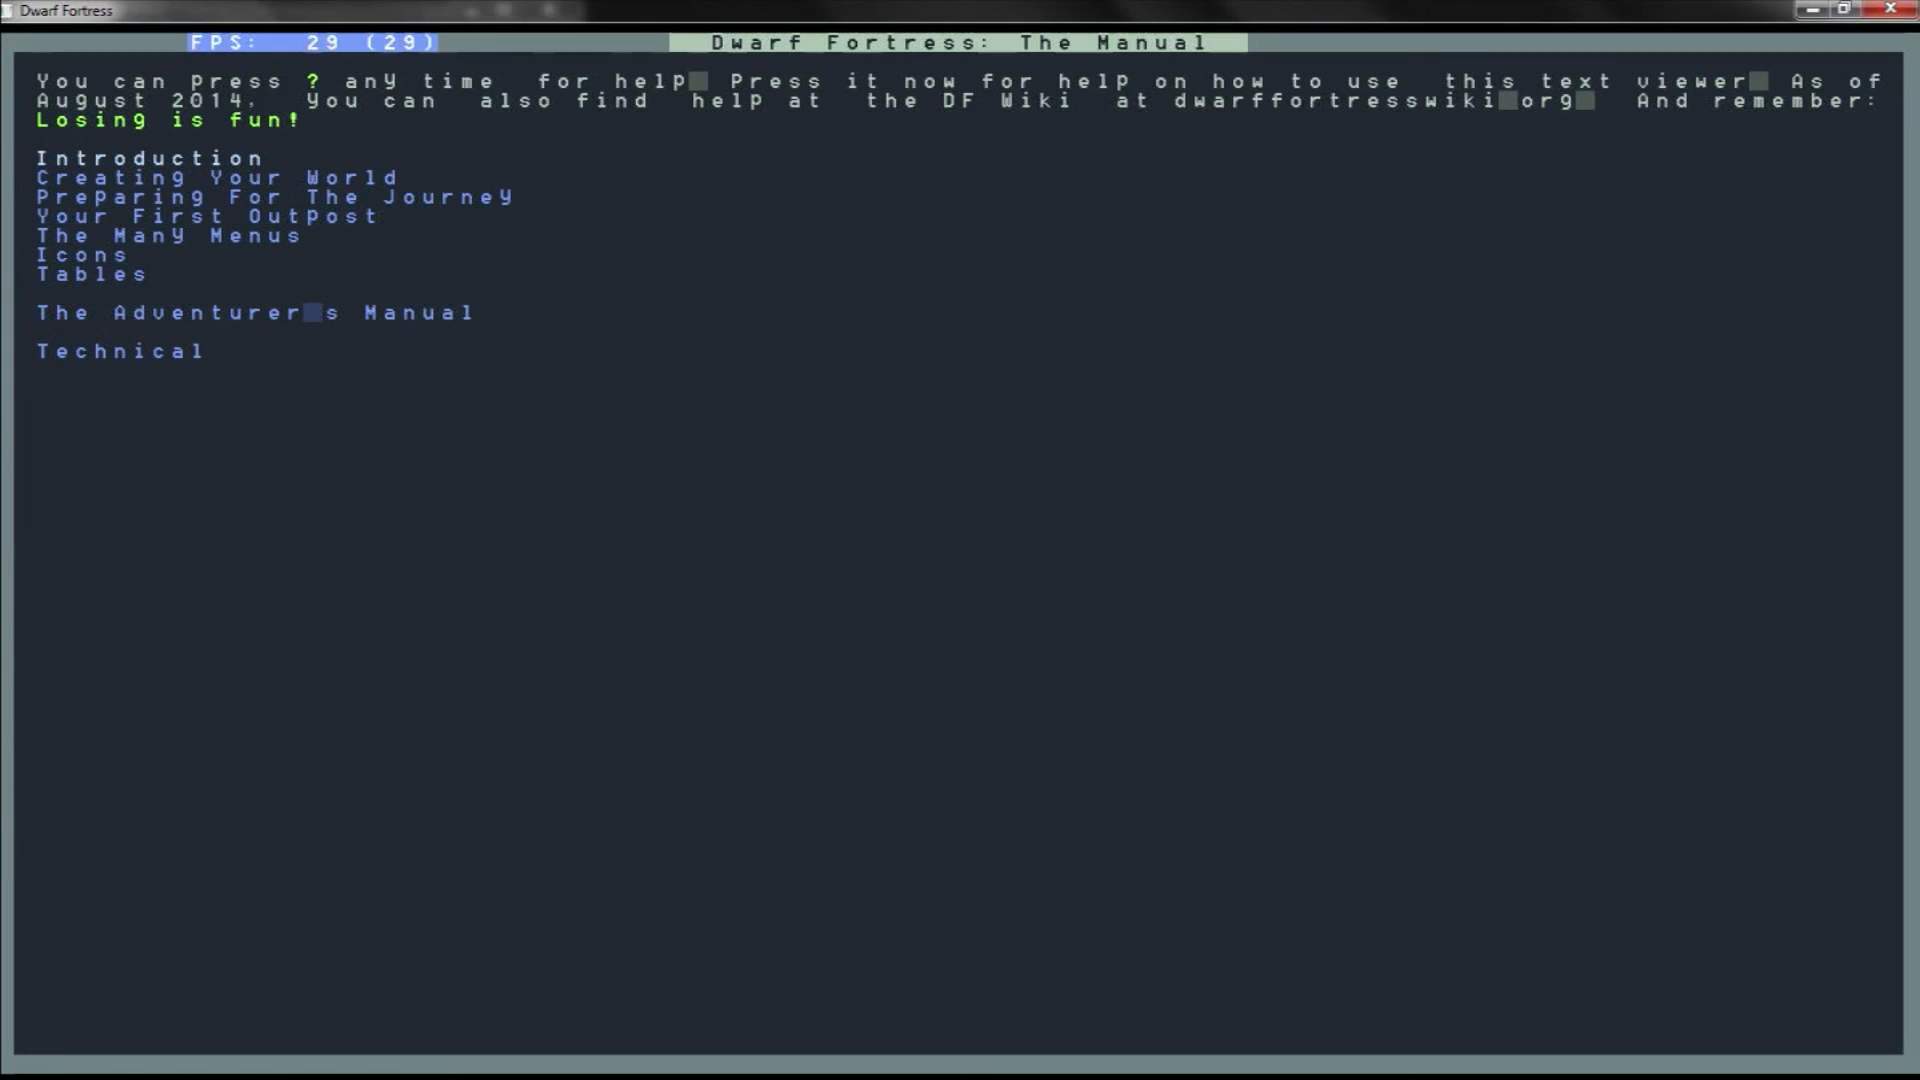 Dwarf Fortress
FPS: 29 (29)
Dwarf Fortress: The Manual
You can press ? any time for help Press it now for help on how to use this text viewer As of
August 2014, you can also find help at the DF Wiki at dwarffortresswiki org And remember:
Losing is fun!
Introduction
Creating Your World
Preparing For The Journey
Your First Outpost
The Many Menus
Icons
Tables
The Adventurer s Manual
Technical